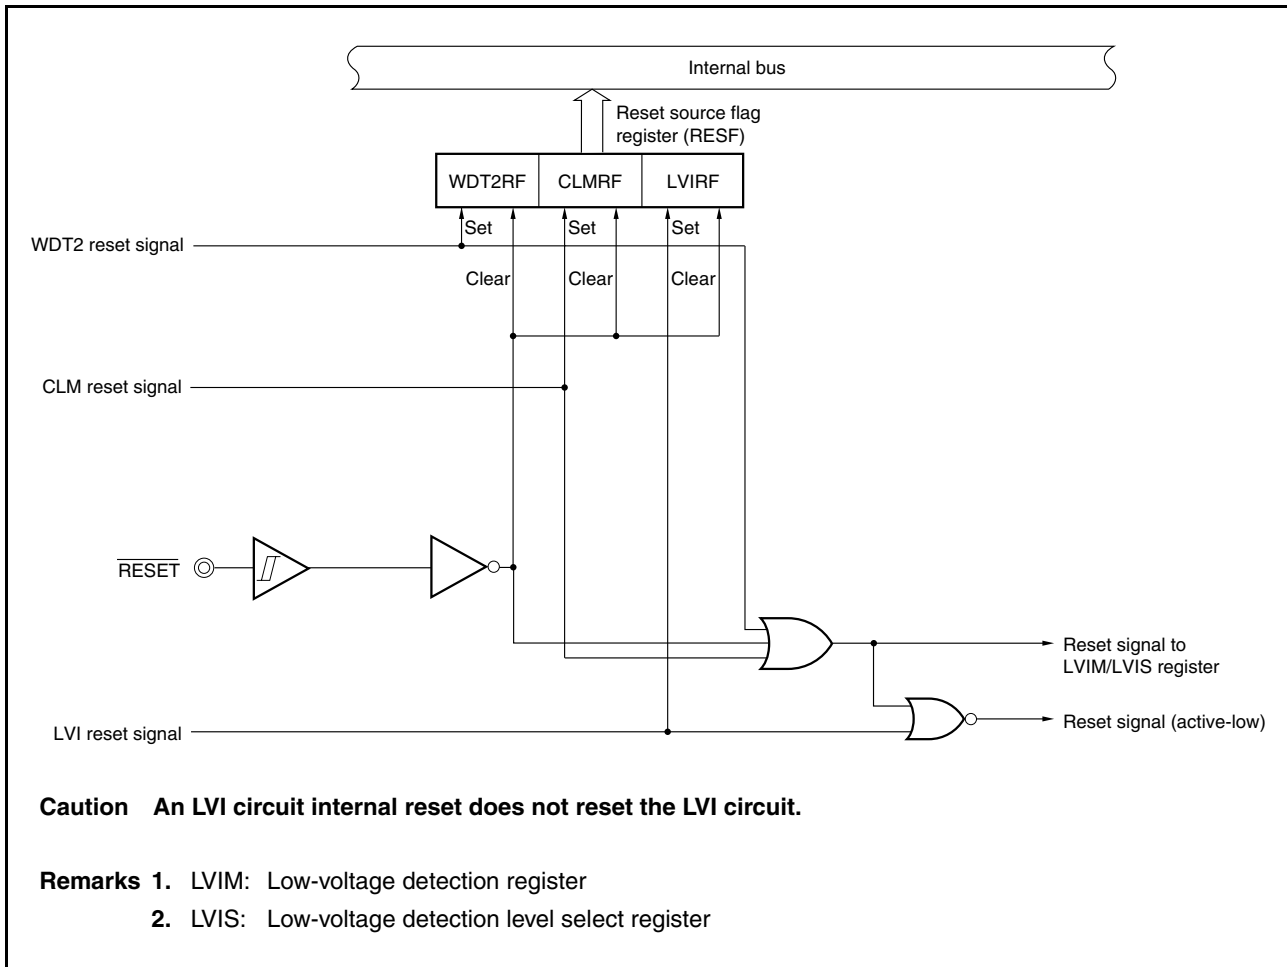 Internal bus
Reset source flag
register (RESF)
WDT2RF CLMRF LVIRF
Set Set Set
WDT2 reset signal
Clear Clear Clear
CLM reset signal
RESET
Reset signal to
LVIM/LVIS register
Reset signal (active-low)
LVI reset signal
Caution An LVI circuit internal reset does not reset the LVI circuit.
Remarks 1. LVIM: Low-voltage detection register
2. LVIS: Low-voltage detection level select register